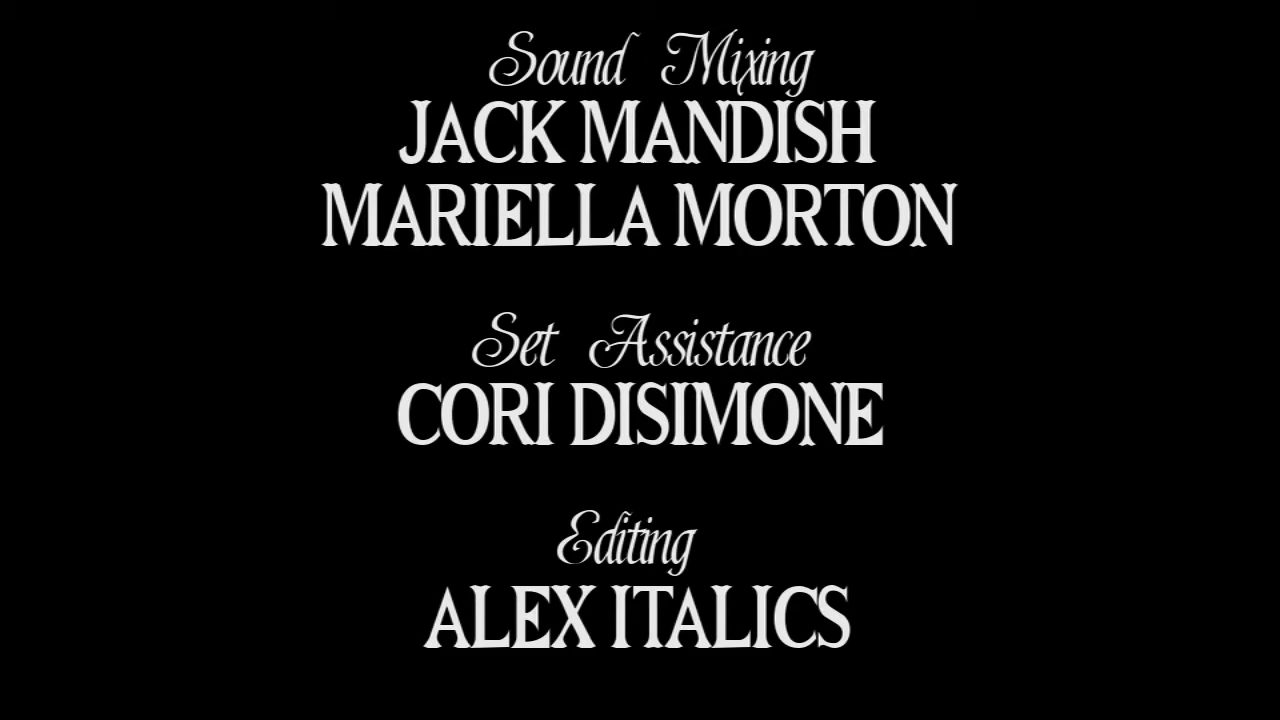 Sound Mixing
JACK MANDISH
MARIELLA MORTON
Set Assistance
CORI DISIMONE
Editing
ALEX ITALICS